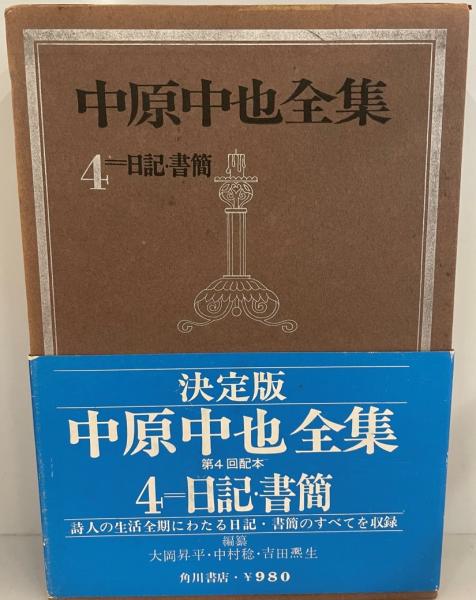 中原中也全集
4=日記·書簡
決定版
中原中也全集
第4回配本
4=日記·書簡
詩人の生活全期にわたる日記・書簡のすべてを収録
編纂
大岡昇平・中村稔・吉田凞生
角川書店・¥980